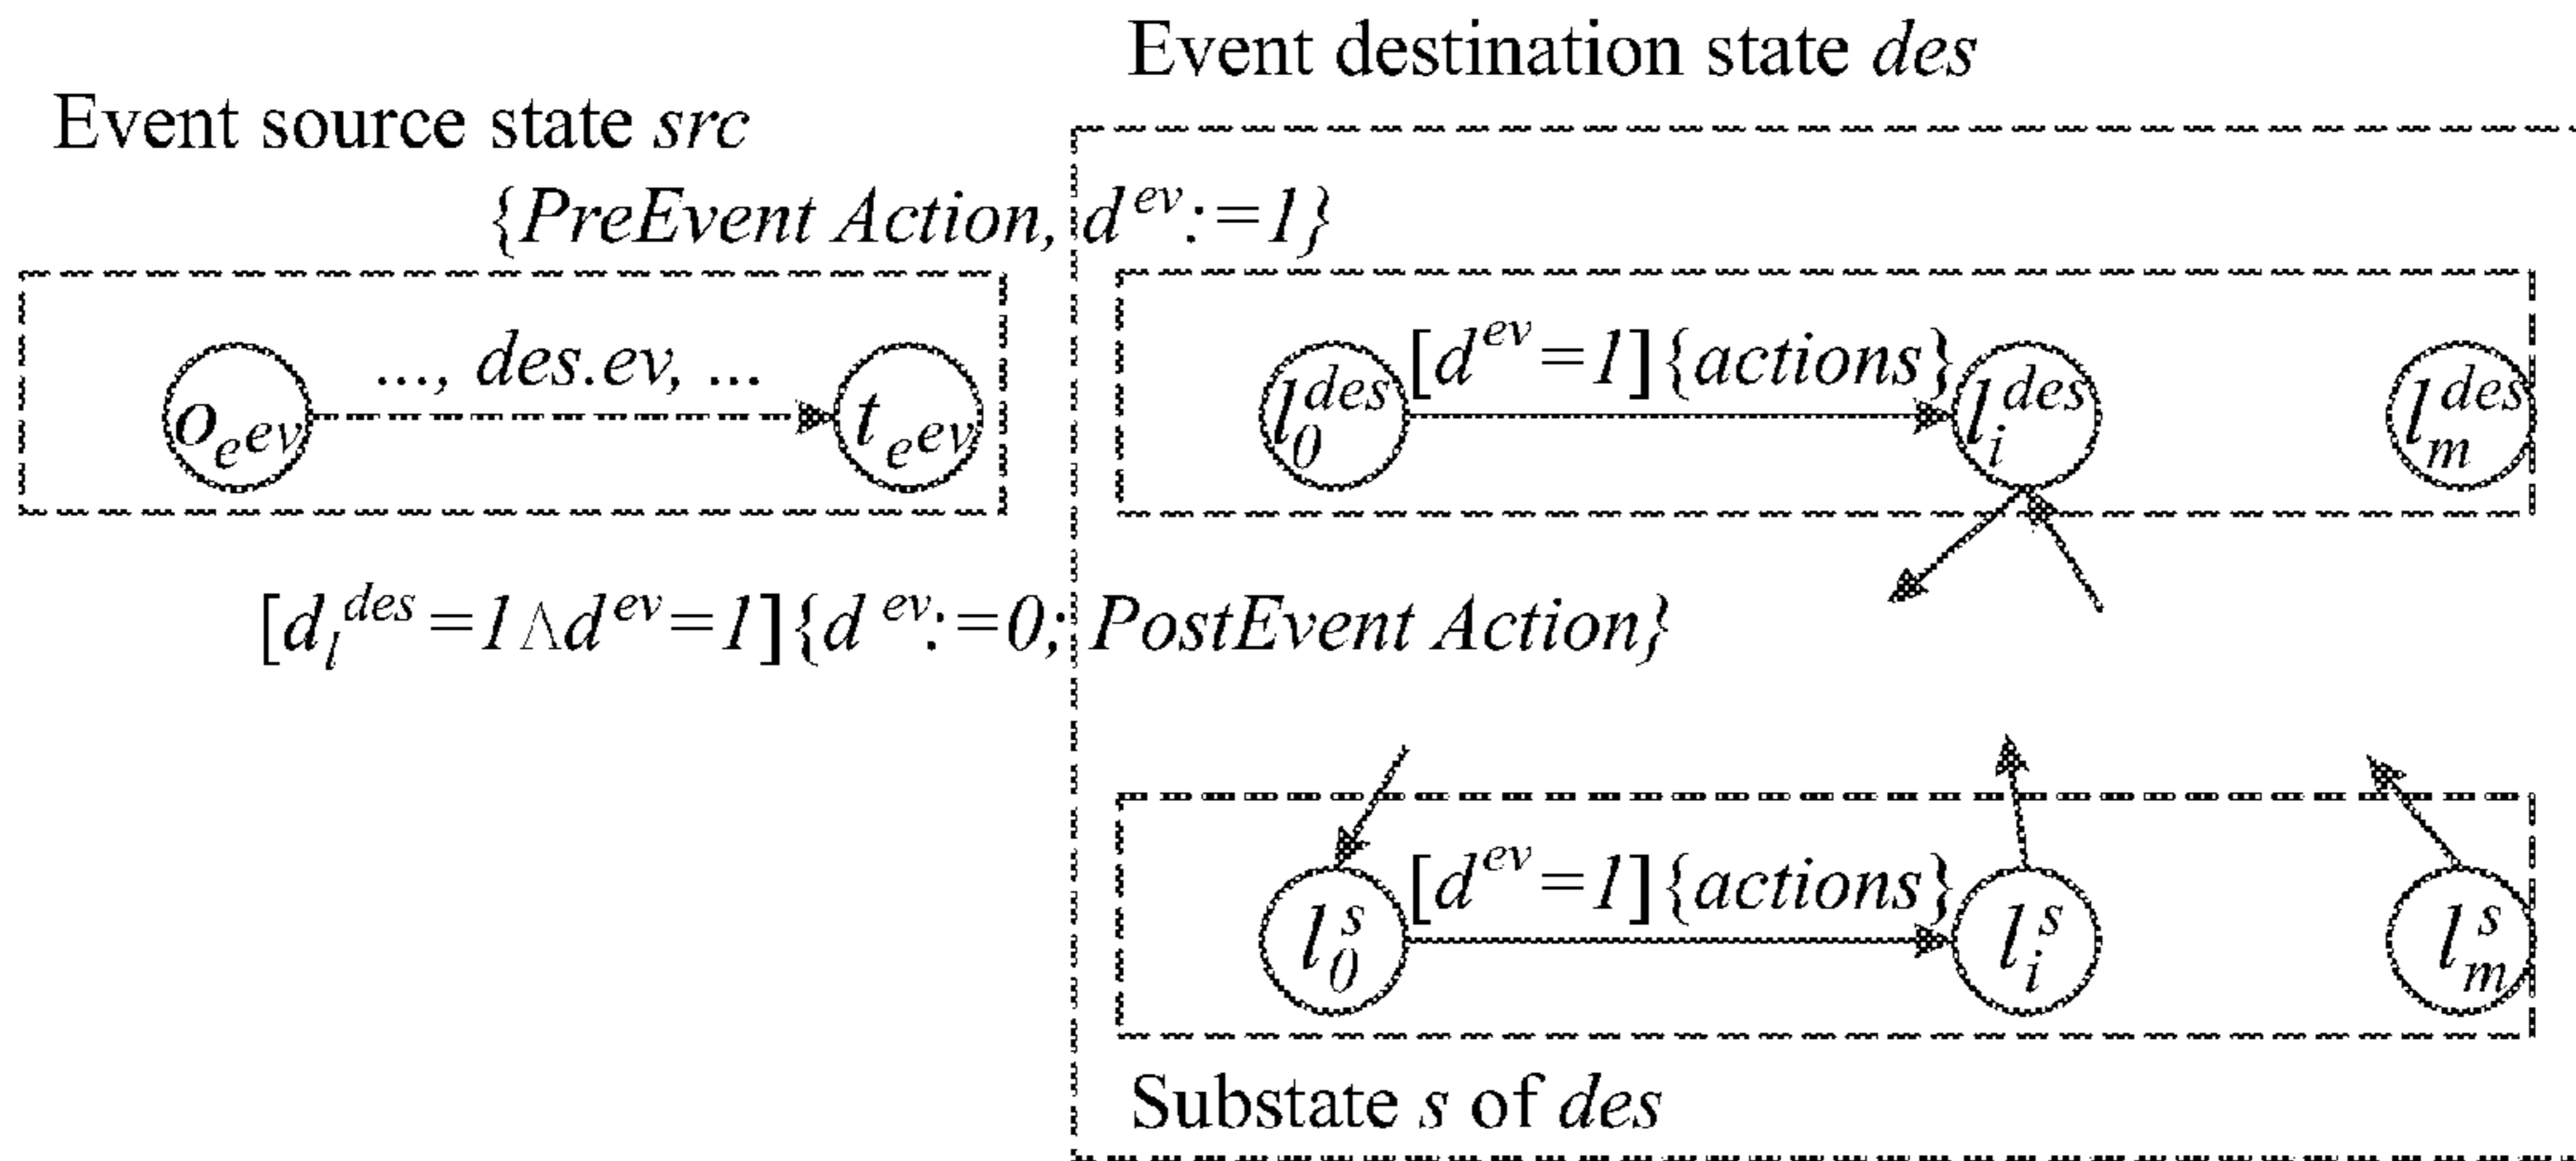 Event destination state des
Event source state src
{PreEvent Action, d^ev:=1}
o_e^ev ..., des.ev, ... t_e^ev
l_0^des [d^ev=1]{actions} l_i^des l_m^des
[d_l^des=1∧d^ev=1]{d^ev:=0; PostEvent Action}
l_0^s [d^ev=1]{actions} l_i^s l_m^s
Substate s of des